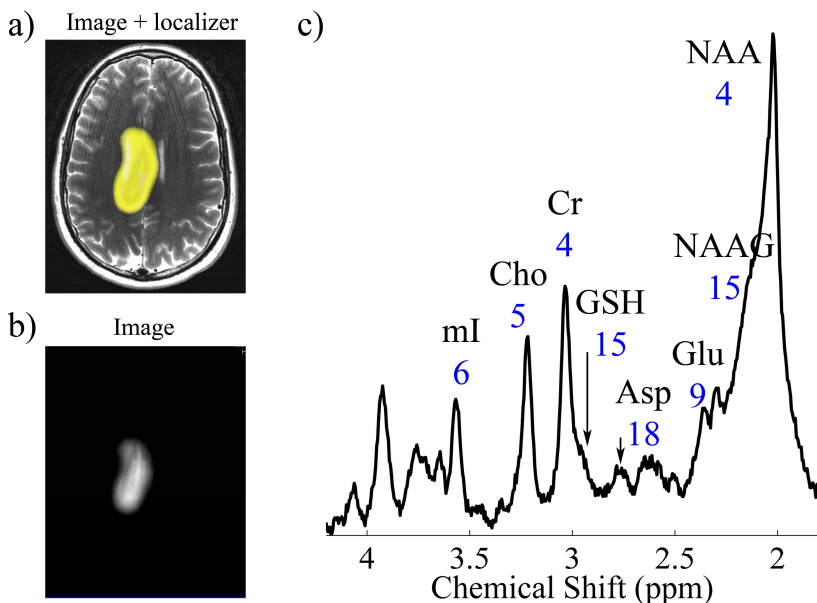 a)
Image + localizer
b)
Image
c)
NAA
4
Cr
4
NAAG
15
Cho
5
GSH
15
mI
6
Glu
9
Asp
18
4
3.5
3
2.5
2
Chemical Shift (ppm)